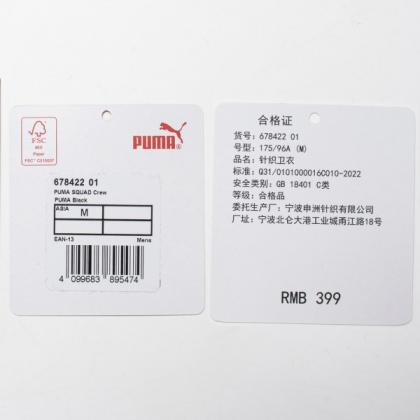 FSC
MIX
Paper
PUMA
678422 01
PUMA SQUAD Crew
PUMA Black
ASIA
M
EAN-13
Mens
4 099683 895474
合格证
货号: 678422 01
号型: 175/96A (M)
品名: 针织卫衣
标准: Q31/0101000016C010-2022
安全类别: GB 18401 C类
等级: 合格品
委托生产厂: 宁波申洲针织有限公司
厂址: 宁波北仑大港工业城甬江路18号
RMB 399